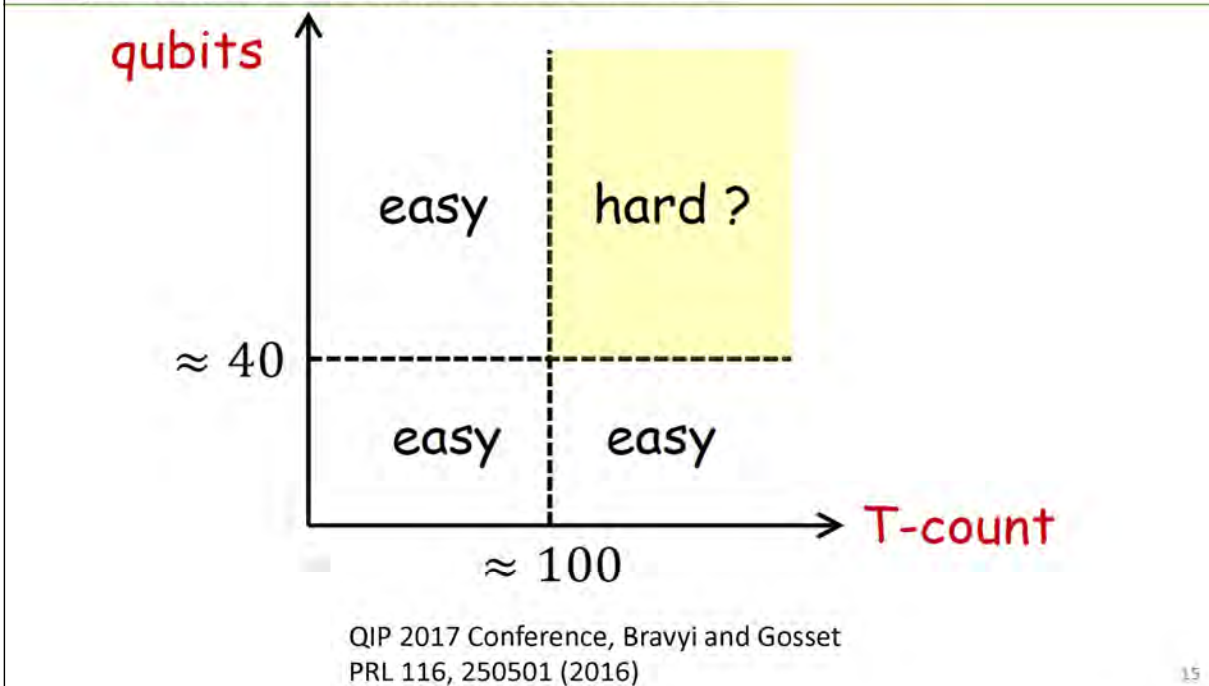 qubits
easy
hard ?
≈ 40
easy
easy
T-count
≈ 100
QIP 2017 Conference, Bravyi and Gosset
PRL 116, 250501 (2016)
15